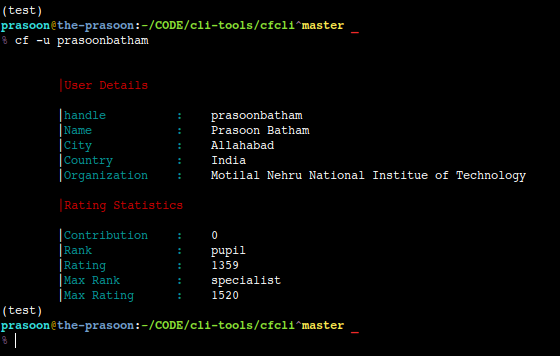 (test)
prasoon@the-prasoon:~/CODE/cli-tools/cfcli^master _
% cf -u prasoonbatham
|User Details
|handle : prasoonbatham
|Name : Prasoon Batham
|City : Allahabad
|Country : India
|Organization : Motilal Nehru National Institue of Technology
|Rating Statistics
|Contribution : 0
|Rank : pupil
|Rating : 1359
|Max Rank : specialist
|Max Rating : 1520
(test)
prasoon@the-prasoon:~/CODE/cli-tools/cfcli^master _
%